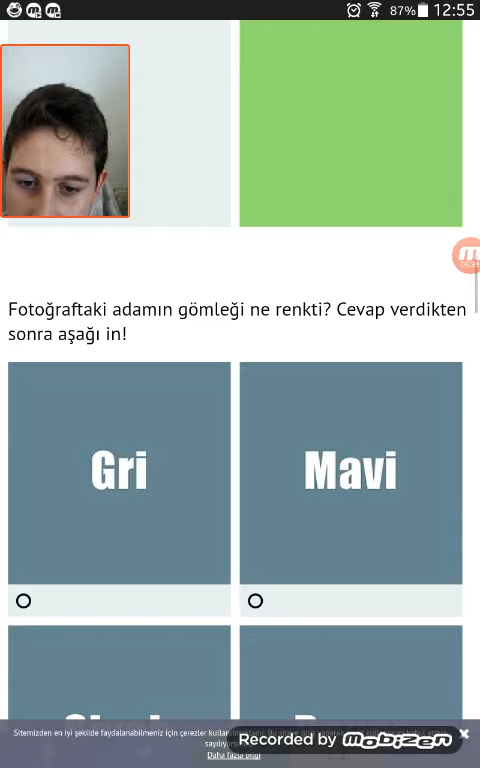 87% 12:55
Fotoğraftaki adamın gömleği ne renkti? Cevap verdikten
sonra aşağı in!
Gri Mavi
Sitemizden en iyi şekilde faydalanabilmeniz için çerezler
Recorded by mobizen
Daha fazla bilgi